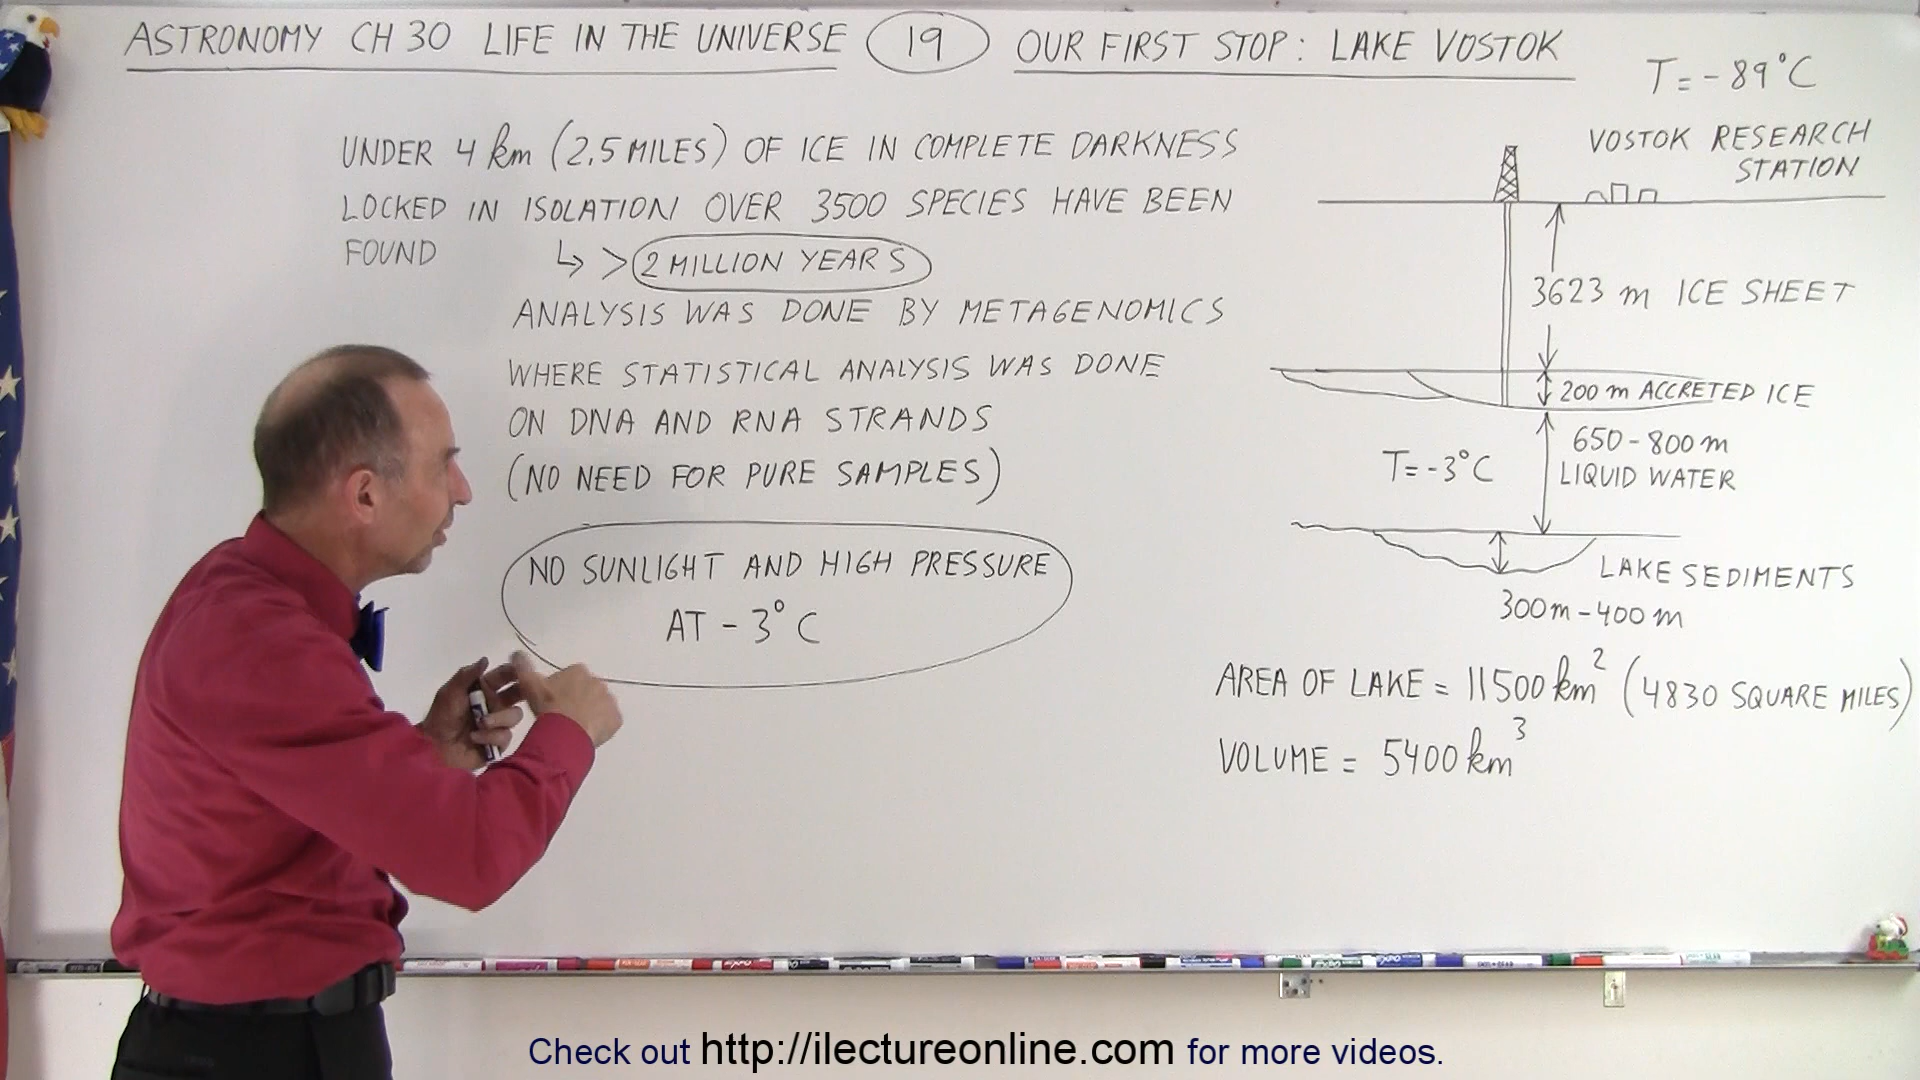 ASTRONOMY CH 30 LIFE IN THE UNIVERSE 19 OUR FIRST STOP: LAKE VOSTOK
T=-89°C
UNDER 4 km (2.5 MILES) OF ICE IN COMPLETE DARKNESS
LOCKED IN ISOLATION OVER 3500 SPECIES HAVE BEEN
FOUND
↳ > 2 MILLION YEARS
ANALYSIS WAS DONE BY METAGENOMICS
WHERE STATISTICAL ANALYSIS WAS DONE
ON DNA AND RNA STRANDS
(NO NEED FOR PURE SAMPLES)
NO SUNLIGHT AND HIGH PRESSURE
AT -3°C
VOSTOK RESEARCH
STATION
3623 m ICE SHEET
200 m ACCRETED ICE
650-800m
LIQUID WATER
T=-3°C
LAKE SEDIMENTS
300m-400m
AREA OF LAKE = 11500 km² (4830 SQUARE MILES)
VOLUME = 5400 km³
Check out http://ilectureonline.com for more videos.